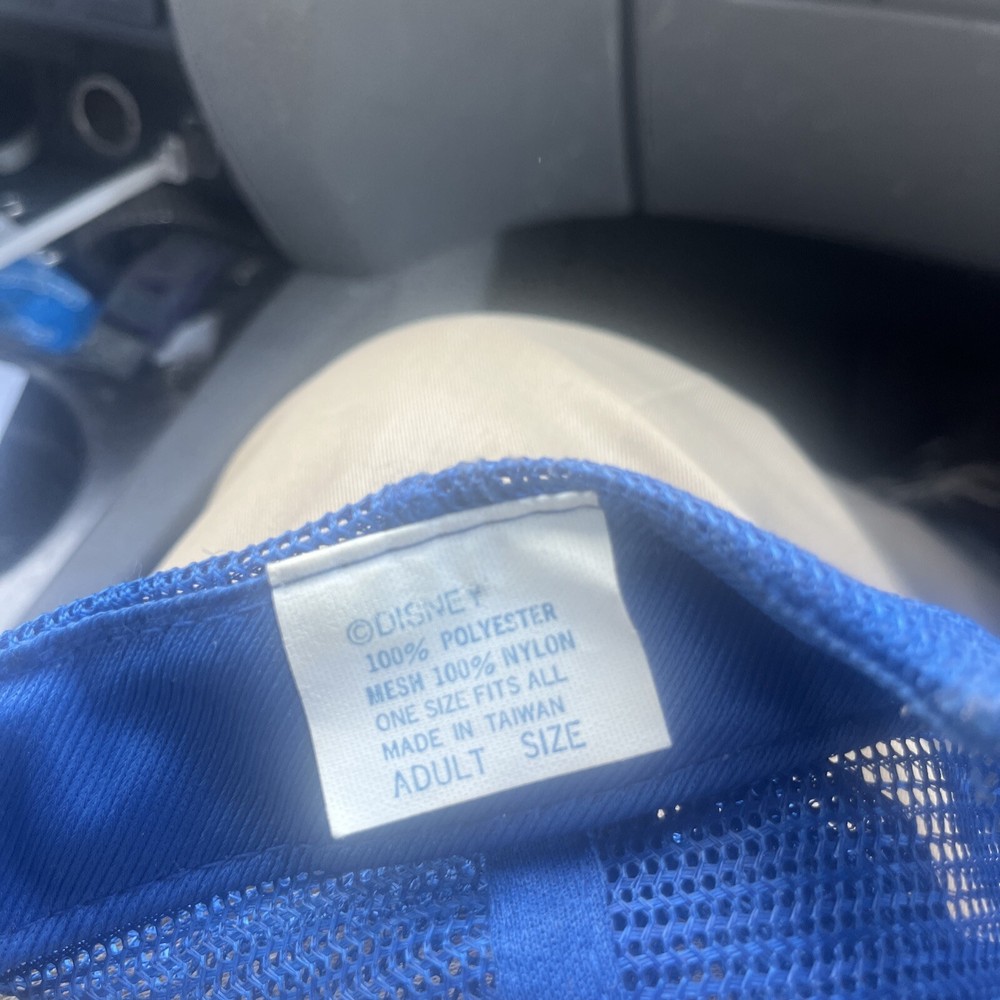 ©DISNEY
100% POLYESTER
MESH 100% NYLON
ONE SIZE FITS ALL
MADE IN TAIWAN
ADULT SIZE